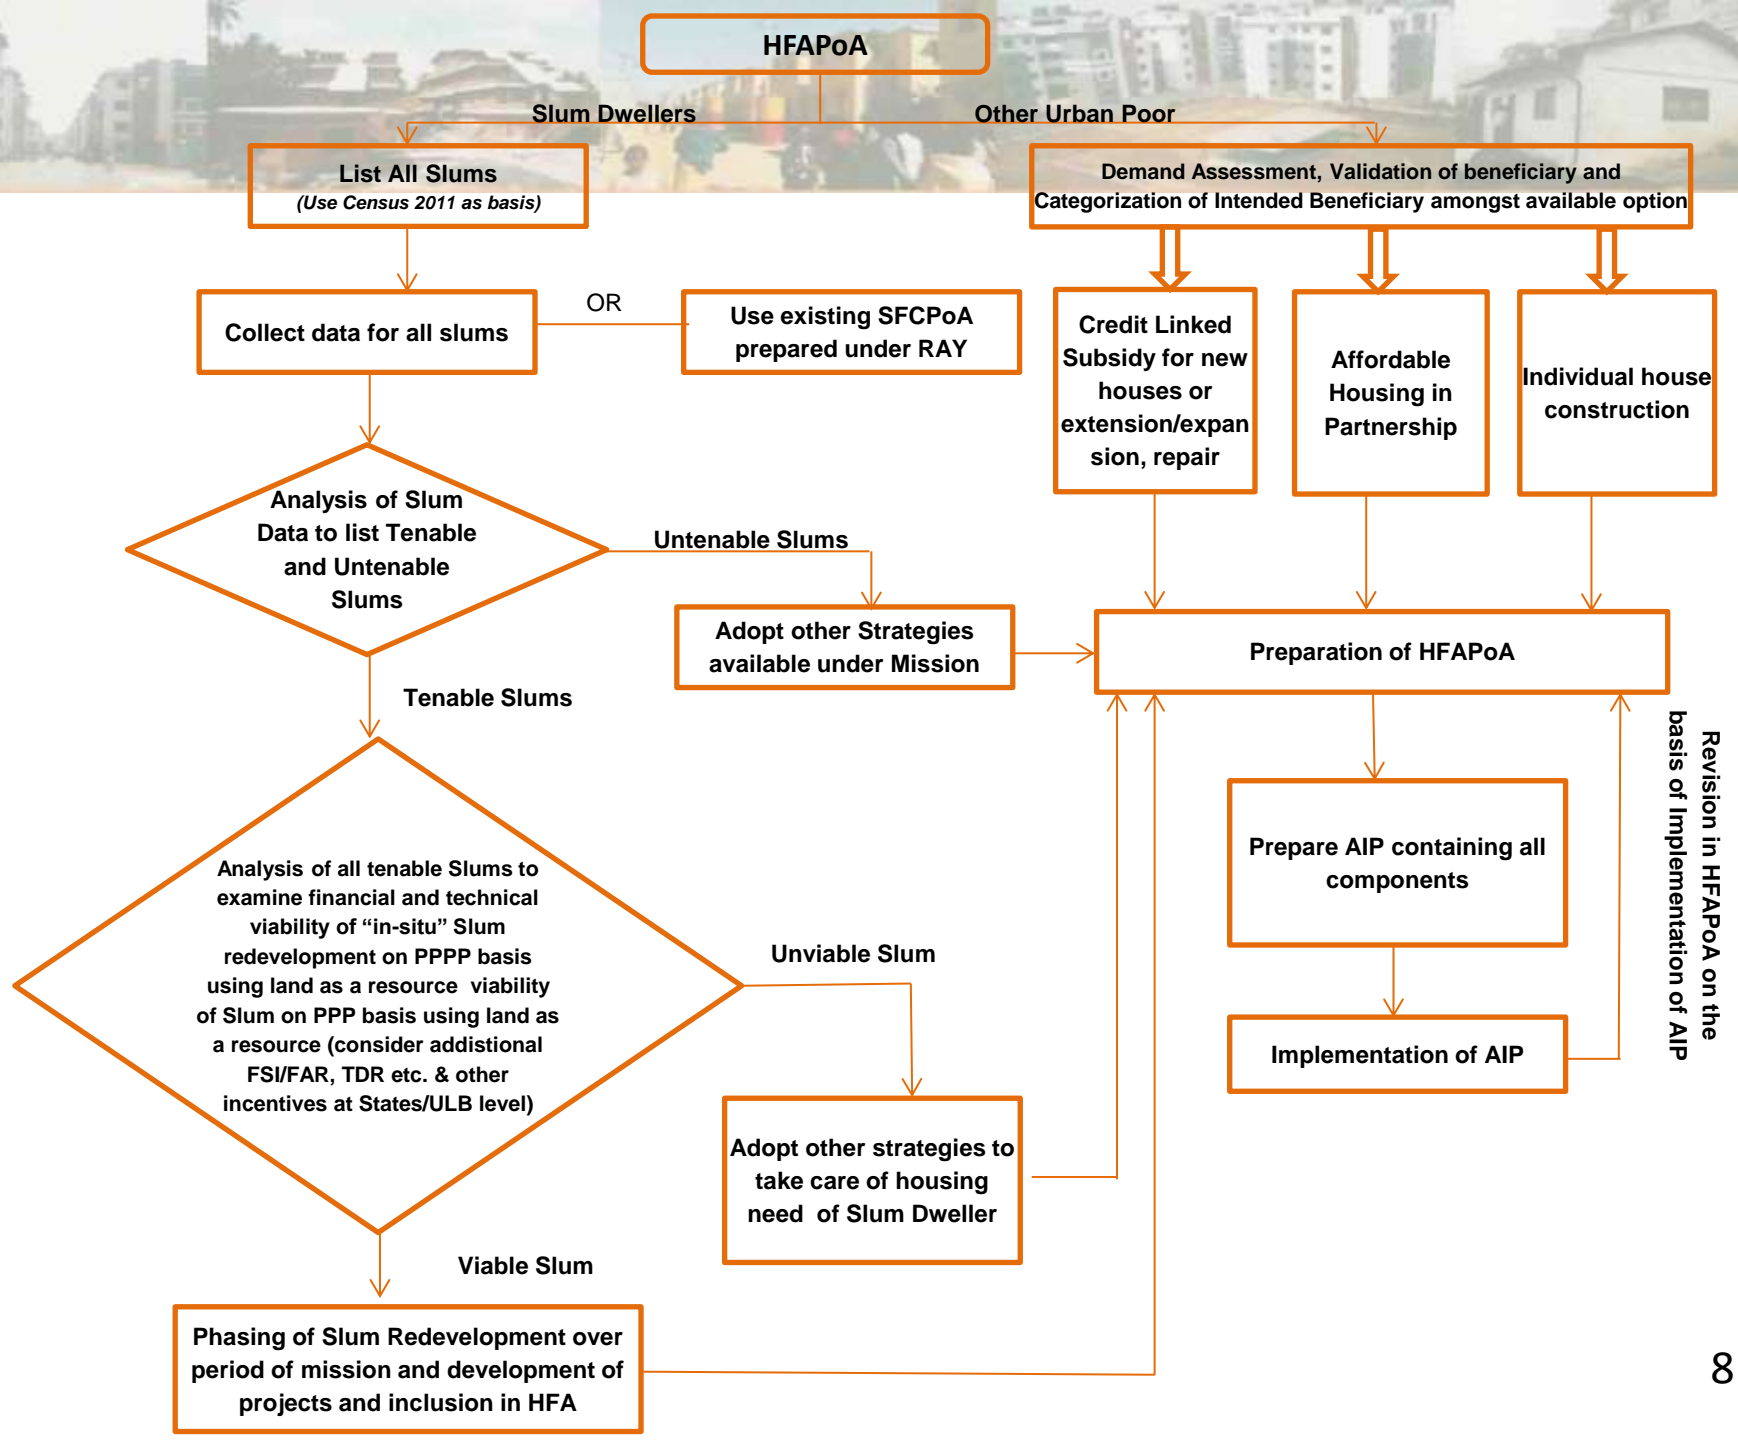 HFAPoA
Slum Dwellers
Other Urban Poor
List All Slums
(Use Census 2011 as basis)
Demand Assessment, Validation of beneficiary and
Categorization of Intended Beneficiary amongst available option
Collect data for all slums
OR
Use existing SFCPoA
prepared under RAY
Credit Linked
Subsidy for new
houses or
extension/expan
sion, repair
Affordable
Housing in
Partnership
Individual house
construction
Analysis of Slum
Data to list Tenable
and Untenable
Slums
Untenable Slums
Adopt other Strategies
available under Mission
Preparation of HFAPoA
Tenable Slums
Revision in HFAPoA on the
basis of Implementation of AIP
Prepare AIP containing all
components
Analysis of all tenable Slums to
examine financial and technical
viability of “in-situ” Slum
redevelopment on PPPP basis
using land as a resource  viability
of Slum on PPP basis using land as
a resource (consider addistional
FSI/FAR, TDR etc. & other
incentives at States/ULB level)
Unviable Slum
Implementation of AIP
Adopt other strategies to
take care of housing
need  of Slum Dweller
Viable Slum
Phasing of Slum Redevelopment over
period of mission and development of
projects and inclusion in HFA
8